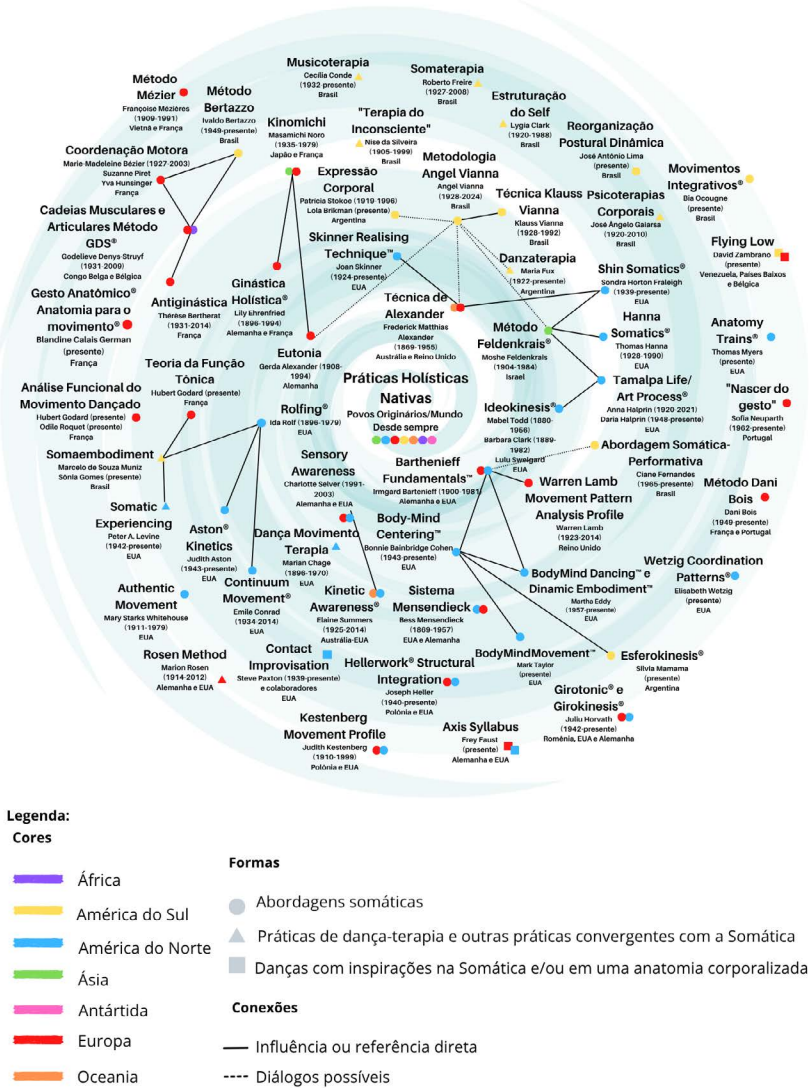 Musicoterapia
Cecília Conde
(1932-presente)
Brasil
Somaterapia
Roberto Freire
(1927-2008)
Brasil
Método
Mézier
Françoise Mézières
(1909-1991)
Vietnã e França
Método
Bertazzo
Ivaldo Bertazzo
(1949-presente)
Brasil
Estruturação
do Self
Lygia Clark
(1920-1988)
Brasil
Kinomichi
Masamichi Noro
(1935-1979)
Japão e França
"Terapia do
Inconsciente"
Nise da Silveira
(1905-1999)
Brasil
Reorganização
Postural Dinâmica
José Antônio Lima
(presente)
Brasil
Coordenação Motora
Marie-Madeleine Bézier (1927-2003)
Suzanne Piret
Yva Hunsinger
França
Metodologia
Angel Vianna
Angel Vianna
(1928-2024)
Brasil
Movimentos
Integrativos®
Bia Ocougne
(presente)
Brasil
Expressão
Corporal
Patricia Stokoe (1919-1996)
Lola Brikman (presente)
Argentina
Técnica Klauss
Vianna
Klauss Vianna
(1928-1992)
Brasil
Psicoterapias
Corporais
José Ângelo Gaiarsa
(1920-2010)
Brasil
Cadeias Musculares e
Articulares Método
GDS®
Godelieve Denys-Struyf
(1931-2009)
Congo Belga e Bélgica
Skinner Realising
Technique™
Joan Skinner
(1924-presente)
EUA
Flying Low
David Zambrano
(presente)
Venezuela, Países Baixos
e Bélgica
Danzaterapia
Maria Fux
(1922-presente)
Argentina
Shin Somatics®
Sondra Horton Fraleigh
(1939-presente)
EUA
Gesto Anatômico®
Anatomia para o
movimento®
Blandine Calais German
(presente)
França
Antiginástica
Thérèse Bertherat
(1931-2014)
França
Ginástica
Holística®
Lily Ehrenfried
(1896-1994)
Alemanha e França
Técnica de
Alexander
Frederick Matthias
Alexander
(1869-1955)
Austrália e Reino Unido
Método
Feldenkrais®
Moshe Feldenkrais
(1904-1984)
Israel
Hanna
Somatics®
Thomas Hanna
(1928-1990)
EUA
Anatomy
Trains®
Thomas Myers
(presente)
EUA
Eutonia
Gerda Alexander (1908-
1994)
Alemanha
Teoria da Função
Tônica
Hubert Godard (presente)
França
Práticas Holísticas
Nativas
Povos Originários/Mundo
Desde sempre
Tamalpa Life/
Art Process®
Anna Halprin (1920 2021)
Daria Halprin (1948-presente)
EUA
"Nascer do
gesto"
Sofia Neuparth
(1962-presente)
Portugal
Análise Funcional do
Movimento Dançado
Hubert Godard (presente)
Odile Roquet (presente)
França
Rolfing®
Ida Rolf (1896-1979)
EUA
Ideokinesis®
Mabel Todd (1880-
1956)
Barbara Clark (1889-
1982)
Lulu Sweigard
EUA
Abordagem Somática-
Performativa
Ciane Fernandes
(1965-presente)
Brasil
Somaembodiment
Marcelo de Souza Muniz
Sônia Gomes (presente)
Brasil
Sensory
Awareness
Charlotte Selver (1991-
2003)
Alemanha e EUA
Barthenieff
Fundamentals™
Irmgard Bartenieff (1900-1981)
Alemanha e EUA
Warren Lamb
Movement Pattern
Analysis Profile
Warren Lamb
(1923-2014)
Reino Unido
Método Dani
Bois
Dani Bois
(1949-presente)
França e Portugal
Somatic
Experiencing
Peter A. Levine
(1942-presente)
EUA
Aston®
Kinetics
Judith Aston
(1943-presente)
EUA
Dança Movimento
Terapia
Marian Chage
(1896-1970)
EUA
Body-Mind
Centering™
Bonnie Bainbridge Cohen
(1943-presente)
EUA
Authentic
Movement
Mary Starks Whitehouse
(1911-1979)
EUA
Continuum
Movement®
Emile Conrad
(1934-2014)
EUA
Kinetic
Awareness®
Elaine Summers
(1925-2014)
Austrália-EUA
Sistema
Mensendieck
Bess Mensendieck
(1869-1957)
EUA e Alemanha
BodyMind Dancing™ e
Dinamic Embodiment™
Martha Eddy
(1957-presente)
EUA
Wetzig Coordination
Patterns®
Elisabeth Wetzig
(presente)
EUA
Rosen Method
Marion Rosen
(1914-2012)
Alemanha e EUA
Contact
Improvisation
Steve Paxton (1939-presente)
e colaboradores
EUA
Hellerwork® Structural
Integration
Joseph Heller
(1940-presente)
Polônia e EUA
BodyMindMovement™
Mark Taylor
(presente)
EUA
Esferokinesis®
Silvia Mamama
(presente)
Argentina
Girotonic® e
Girokinesis®
Juliu Horvath
(1942-presente)
Romênia, EUA e Alemanha
Kestenberg
Movement Profile
Judith Kestenberg
(1910-1999)
Polônia e EUA
Axis Syllabus
Frey Faust
(presente)
Alemanha e EUA
Legenda:
Cores
África
América do Sul
América do Norte
Ásia
Antártida
Europa
Oceania
Formas
Abordagens somáticas
Práticas de dança-terapia e outras práticas convergentes com a Somática
Danças com inspirações na Somática e/ou em uma anatomia corporalizada
Conexões
Influência ou referência direta
Diálogos possíveis